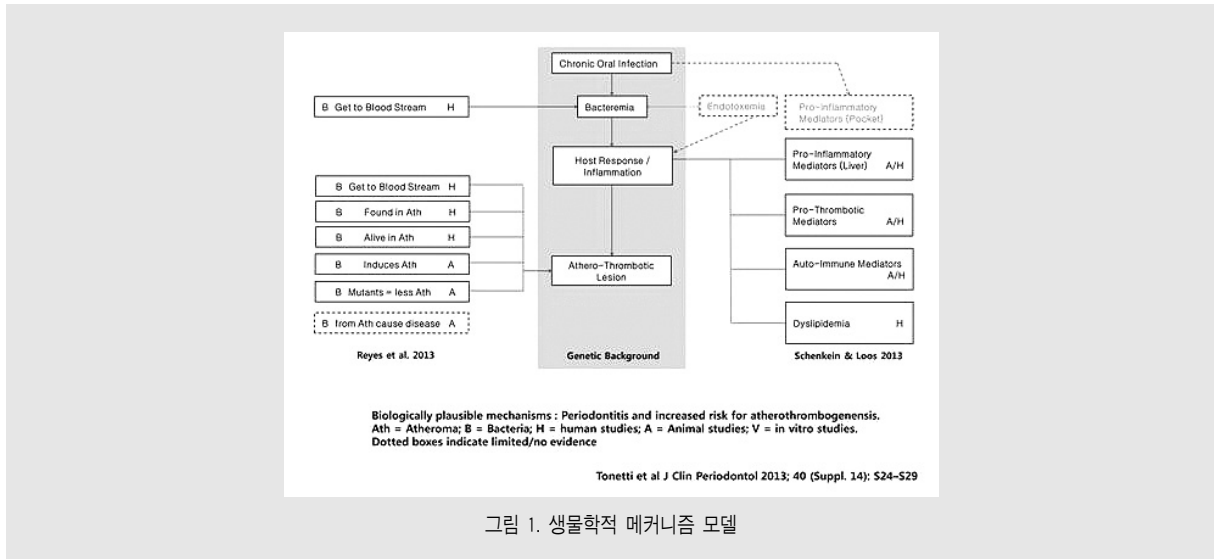 Chronic Oral Infection
B Get to Blood Stream H
Bacteremia
Endotoxemia
Pro-inflammatory
Mediators (Pocket)
Host Response /
Inflammation
Pro-Inflammatory
Mediators (Liver) A/H
B Get to Blood Stream H
B Found in Ath H
B Alive in Ath H
B Induces Ath A
B Mutants = less Ath A
B from Ath cause disease A
Athero-Thrombotic
Lesion
Pro-Thrombotic
Mediators A/H
Auto-Immune Mediators
A/H
Dyslipidemia H
Reyes et al. 2013
Genetic Background
Schenkein & Loos 2013
Biologically plausible mechanisms : Periodontitis and increased risk for atherothrombogenensis.
Ath = Atheroma; B = Bacteria; H = human studies; A = Animal studies; V = in vitro studies.
Dotted boxes indicate limited/no evidence
Tonetti et al J Clin Periodontol 2013; 40 (Suppl. 14): S24-S29
그림 1. 생물학적 메커니즘 모델